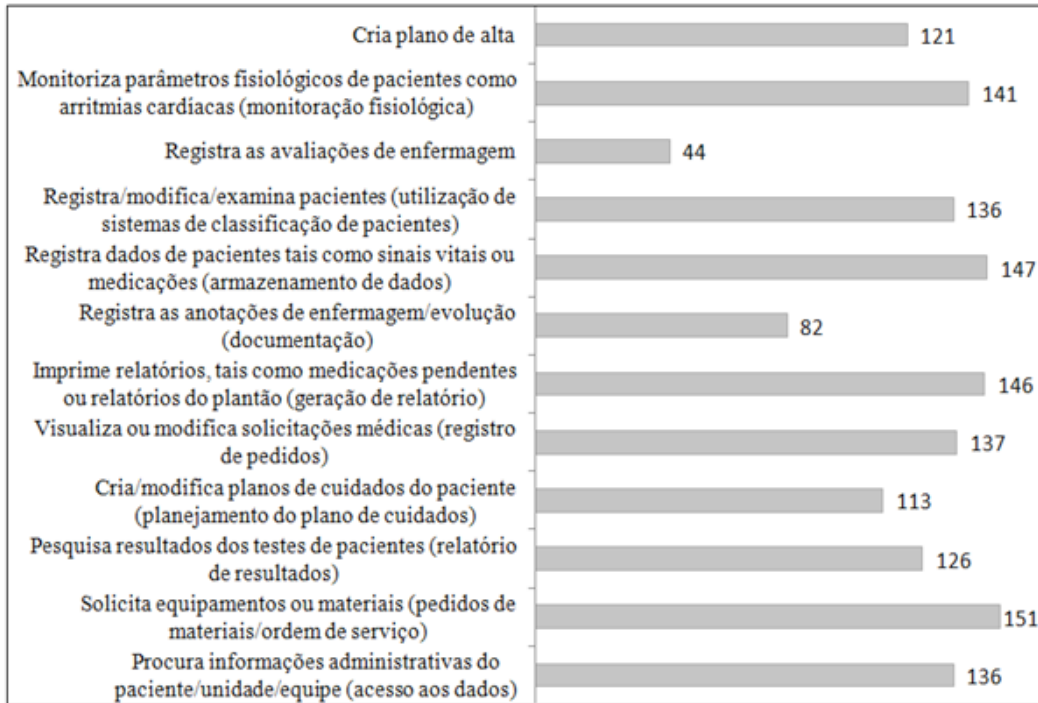 Cria plano de alta
121
Monitoriza parâmetros fisiológicos de pacientes como
arritmias cardíacas (monitoração fisiológica)
141
Registra as avaliações de enfermagem
44
Registra/modifica/examina pacientes (utilização de
sistemas de classificação de pacientes)
136
Registra dados de pacientes tais como sinais vitais ou
medicações (armazenamento de dados)
147
Registra as anotações de enfermagem/evolução
(documentação)
82
Imprime relatórios, tais como medicações pendentes
ou relatórios do plantão (geração de relatório)
146
Visualiza ou modifica solicitações médicas (registro
de pedidos)
137
Cria/modifica planos de cuidados do paciente
(planejamento do plano de cuidados)
113
Pesquisa resultados dos testes de pacientes (relatório
de resultados)
126
Solicita equipamentos ou materiais (pedidos de
materiais/ordem de serviço)
151
Procura informações administrativas do
paciente/unidade/equipe (acesso aos dados)
136